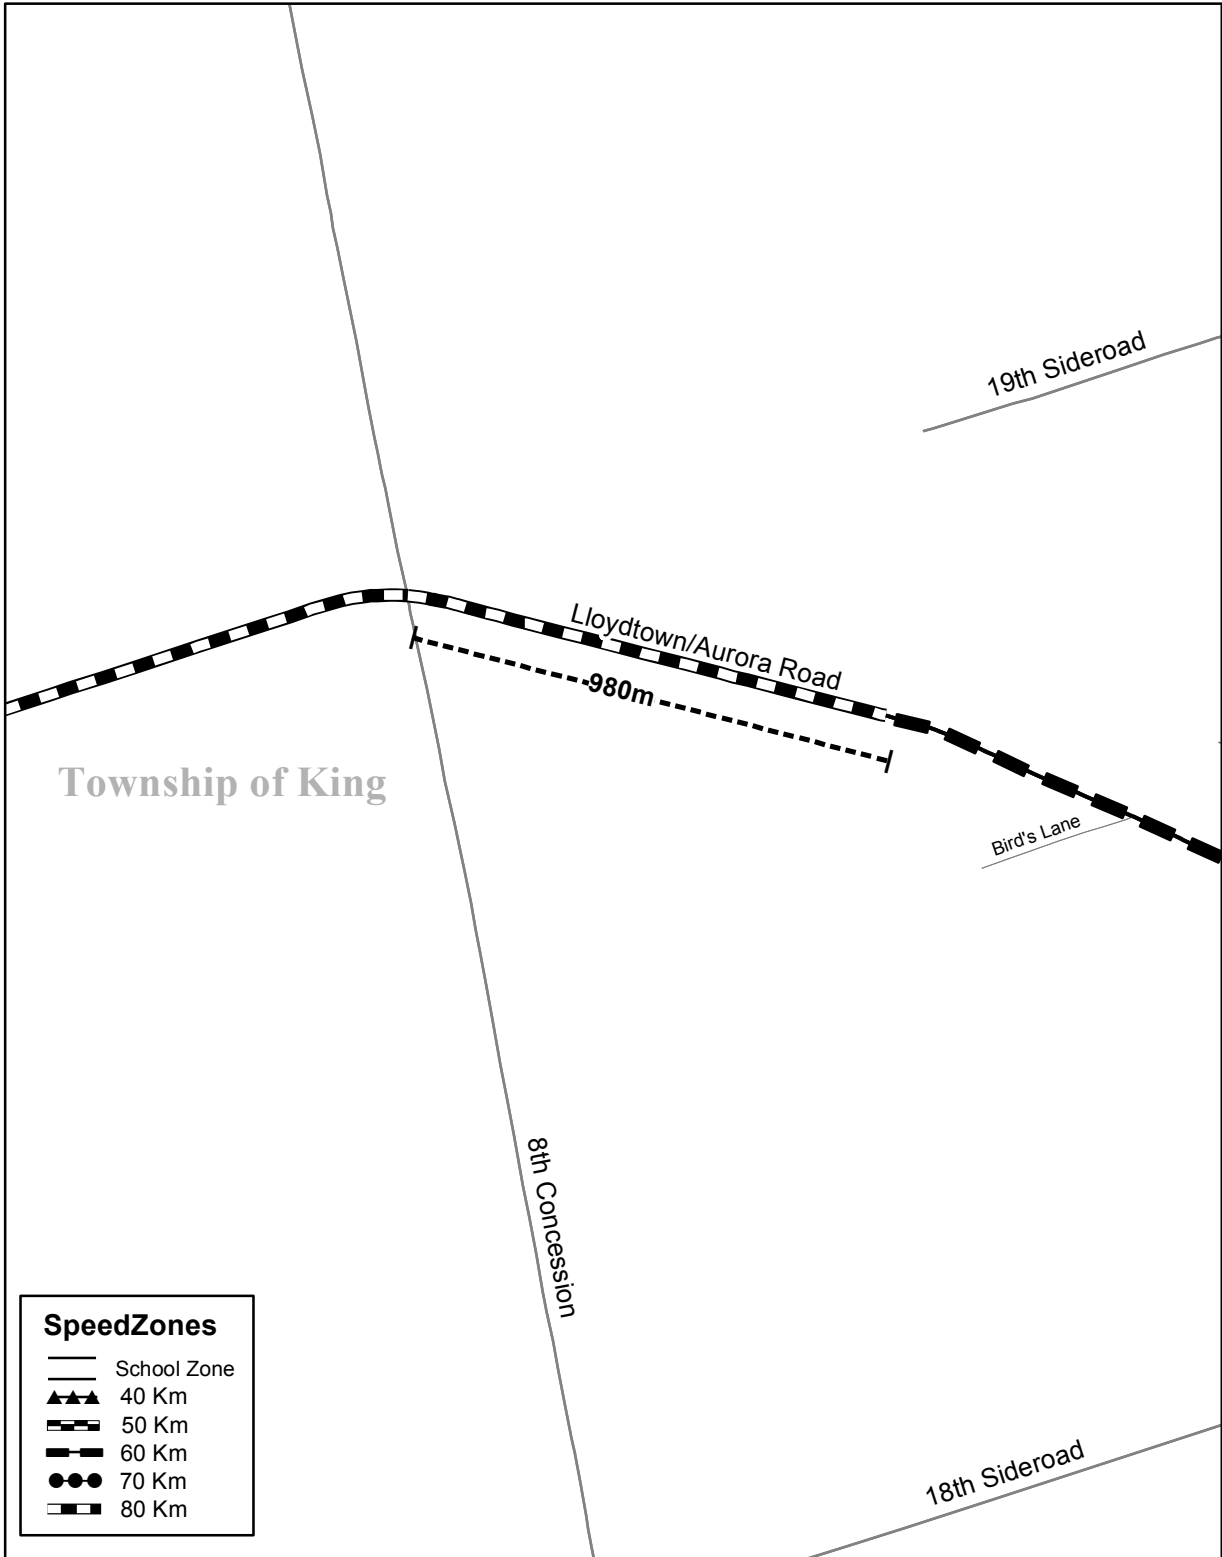 19th Sideroad
Lloydtown/Aurora Road
980m
Township of King
Bird's Lane
8th Concession
18th Sideroad
SpeedZones
School Zone
40 Km
50 Km
60 Km
70 Km
80 Km